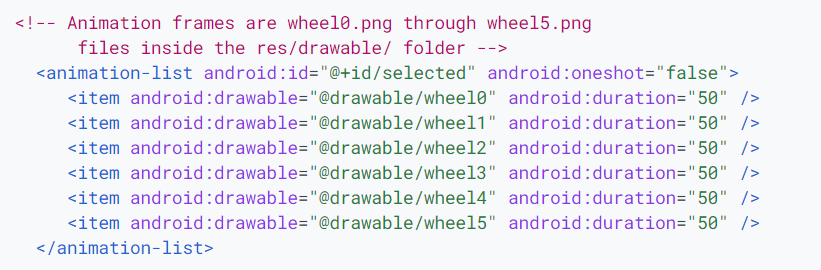 <!-- Animation frames are wheel0.png through wheel5.png
files inside the res/drawable/ folder -->
<animation-list android:id="@+id/selected" android:oneshot="false">
<item android:drawable="@drawable/wheel0" android:duration="50" />
<item android:drawable="@drawable/wheel1" android:duration="50" />
<item android:drawable="@drawable/wheel2" android:duration="50" />
<item android:drawable="@drawable/wheel3" android:duration="50" />
<item android:drawable="@drawable/wheel4" android:duration="50" />
<item android:drawable="@drawable/wheel5" android:duration="50" />
</animation-list>